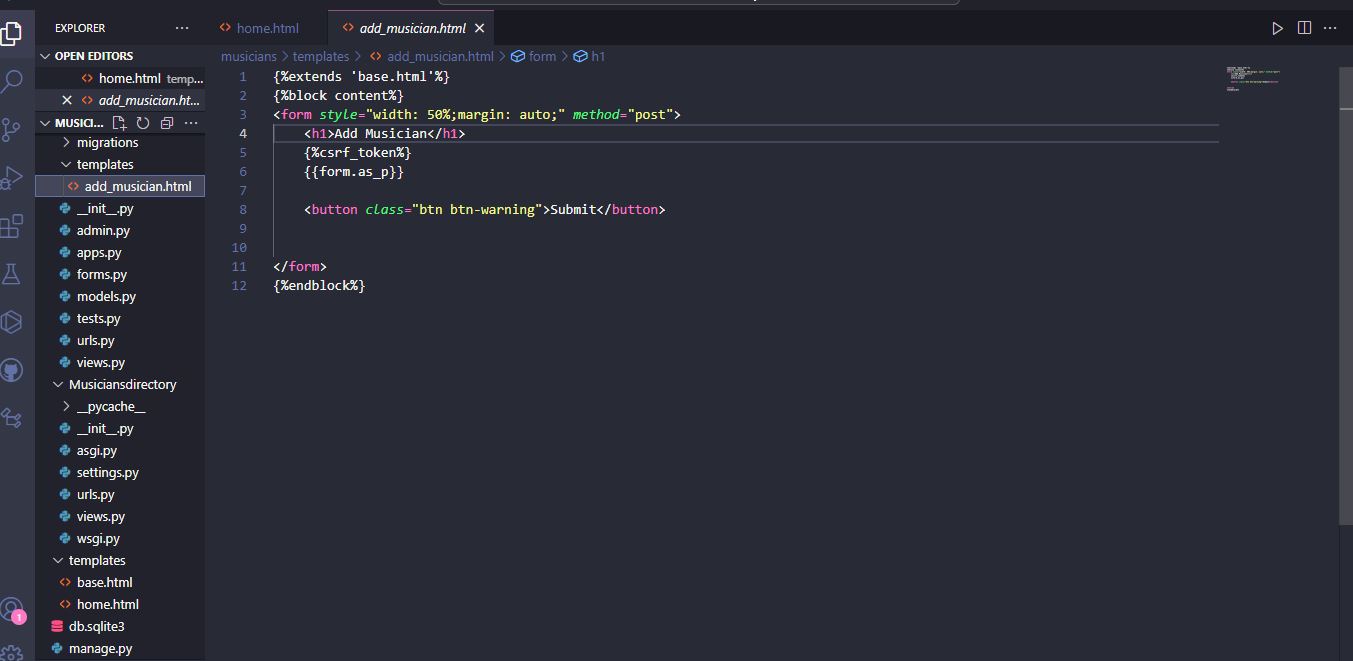 EXPLORER ...
OPEN EDITORS
home.html temp...
add_musician.ht...
MUSICI... ...
migrations
templates
add_musician.html
__init__.py
admin.py
apps.py
forms.py
models.py
tests.py
urls.py
views.py
Musiciansdirectory
__pycache__
__init__.py
asgi.py
settings.py
urls.py
views.py
wsgi.py
templates
base.html
home.html
db.sqlite3
manage.py
1
home.html
add_musician.html
musicians > templates > add_musician.html > form > h1
1 {%extends 'base.html'%}
2 {%block content%}
3 <form style="width: 50%;margin: auto;" method="post">
4     <h1>Add Musician</h1>
5     {%csrf_token%}
6     {{form.as_p}}
7
8     <button class="btn btn-warning">Submit</button>
9
10
11 </form>
12 {%endblock%}